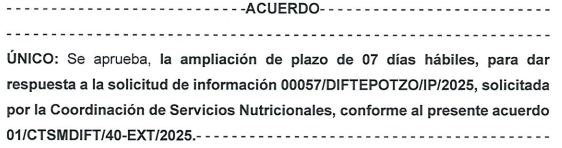 - - - - - - - - - - - - - - - - - - - - - - - - - - - -ACUERDO- - - - - - - - - - - - - - - - - - - - - - - - - - -
- - - - - - - - - - - - - - - - - - - - - - - - - - - - - - - - - - - - - - - - - - - - - - - - - - - - - - - - - - - - - - -
ÚNICO: Se aprueba, la ampliación de plazo de 07 días hábiles, para dar
respuesta a la solicitud de información 00057/DIFTEPOTZO/IP/2025, solicitada
por la Coordinación de Servicios Nutricionales, conforme al presente acuerdo
01/CTSMDIFT/40-EXT/2025.- - - - - - - - - - - - - - - - - - - - - - - - - - - - - - - - - - - - - - - - -